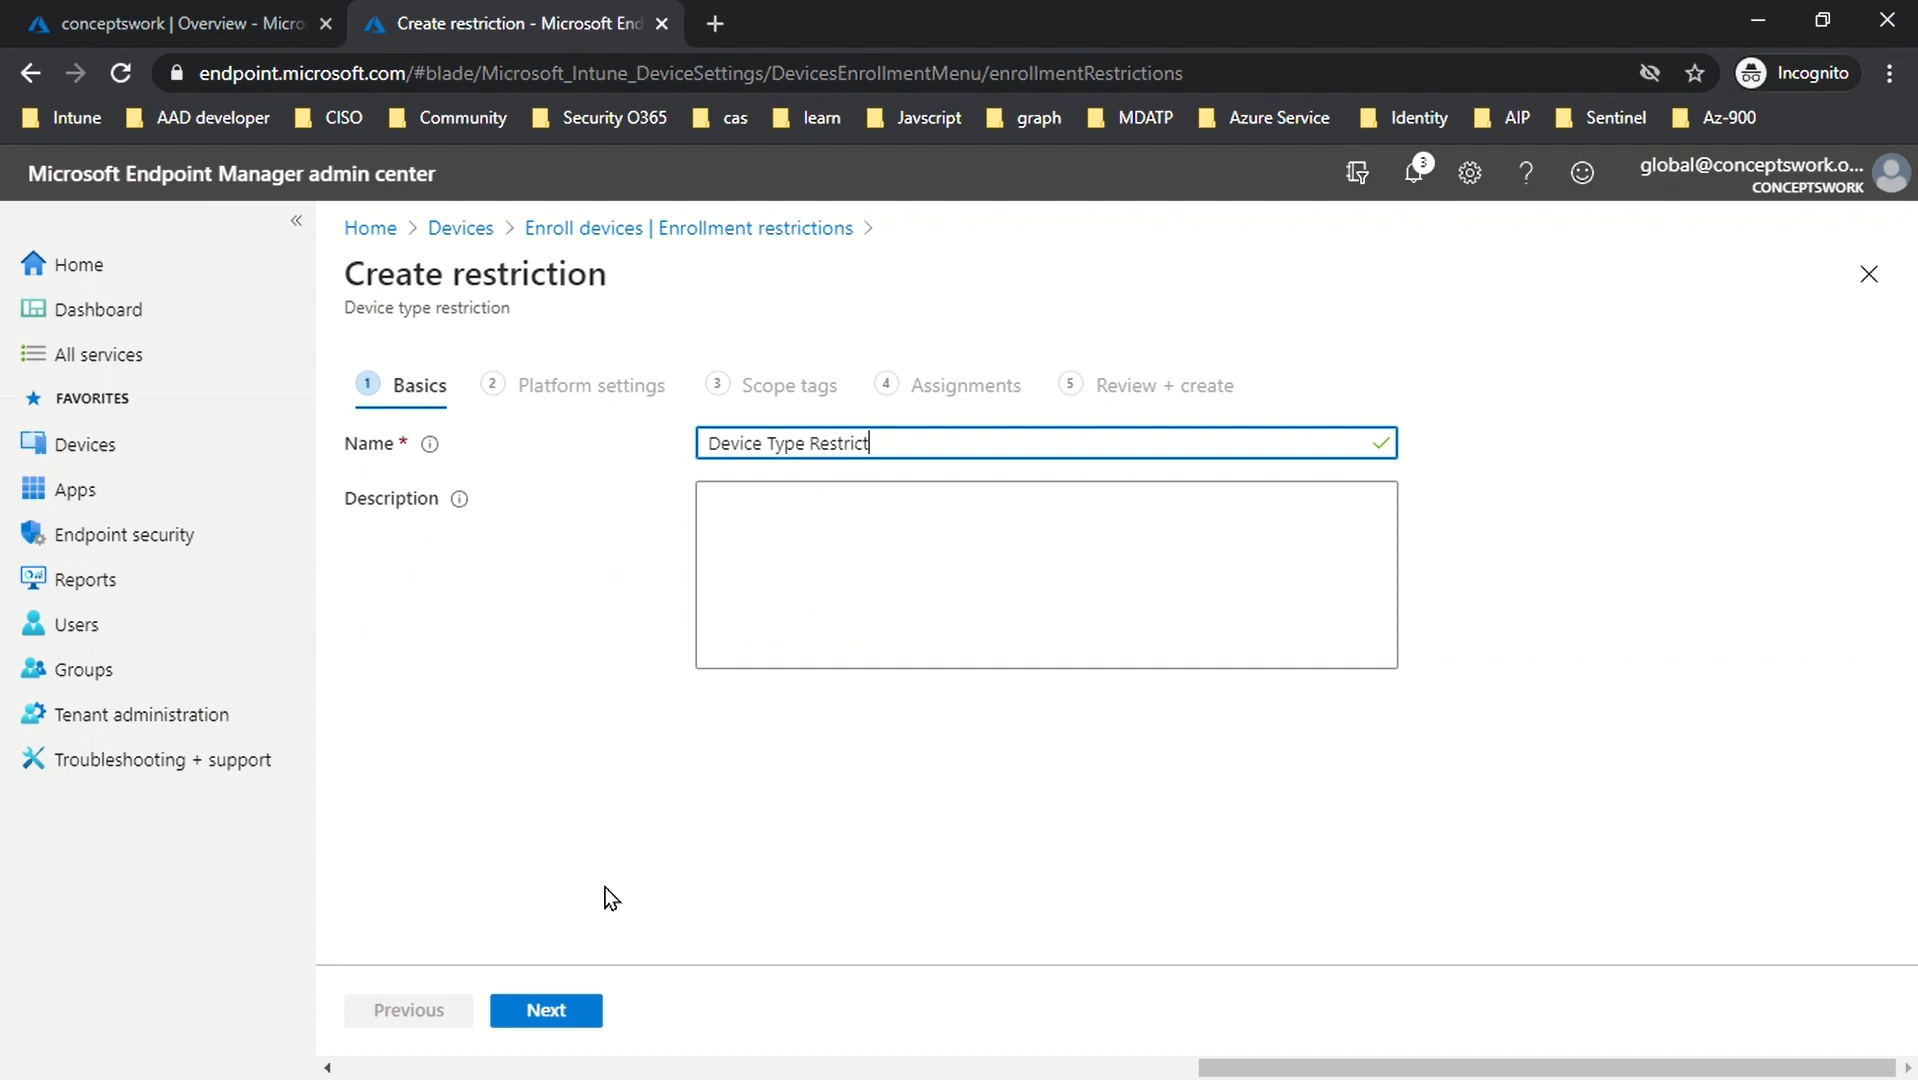 conceptswork | Overview - Micro
Create restriction - Microsoft End
endpoint.microsoft.com/#blade/Microsoft_Intune_DeviceSettings/DevicesEnrollmentMenu/enrollmentRestrictions
Incognito
Intune
AAD developer
CISO
Community
Security O365
cas
learn
Javscript
graph
MDATP
Azure Service
Identity
AIP
Sentinel
Az-900
Microsoft Endpoint Manager admin center
3
global@conceptswork.o...
CONCEPTSWORK
Home > Devices > Enroll devices | Enrollment restrictions >
Create restriction
Device type restriction
Home
Dashboard
All services
FAVORITES
Devices
Apps
Endpoint security
Reports
Users
Groups
Tenant administration
Troubleshooting + support
1 Basics
2 Platform settings
3 Scope tags
4 Assignments
5 Review + create
Name *
Device Type Restrict
Description
Previous
Next